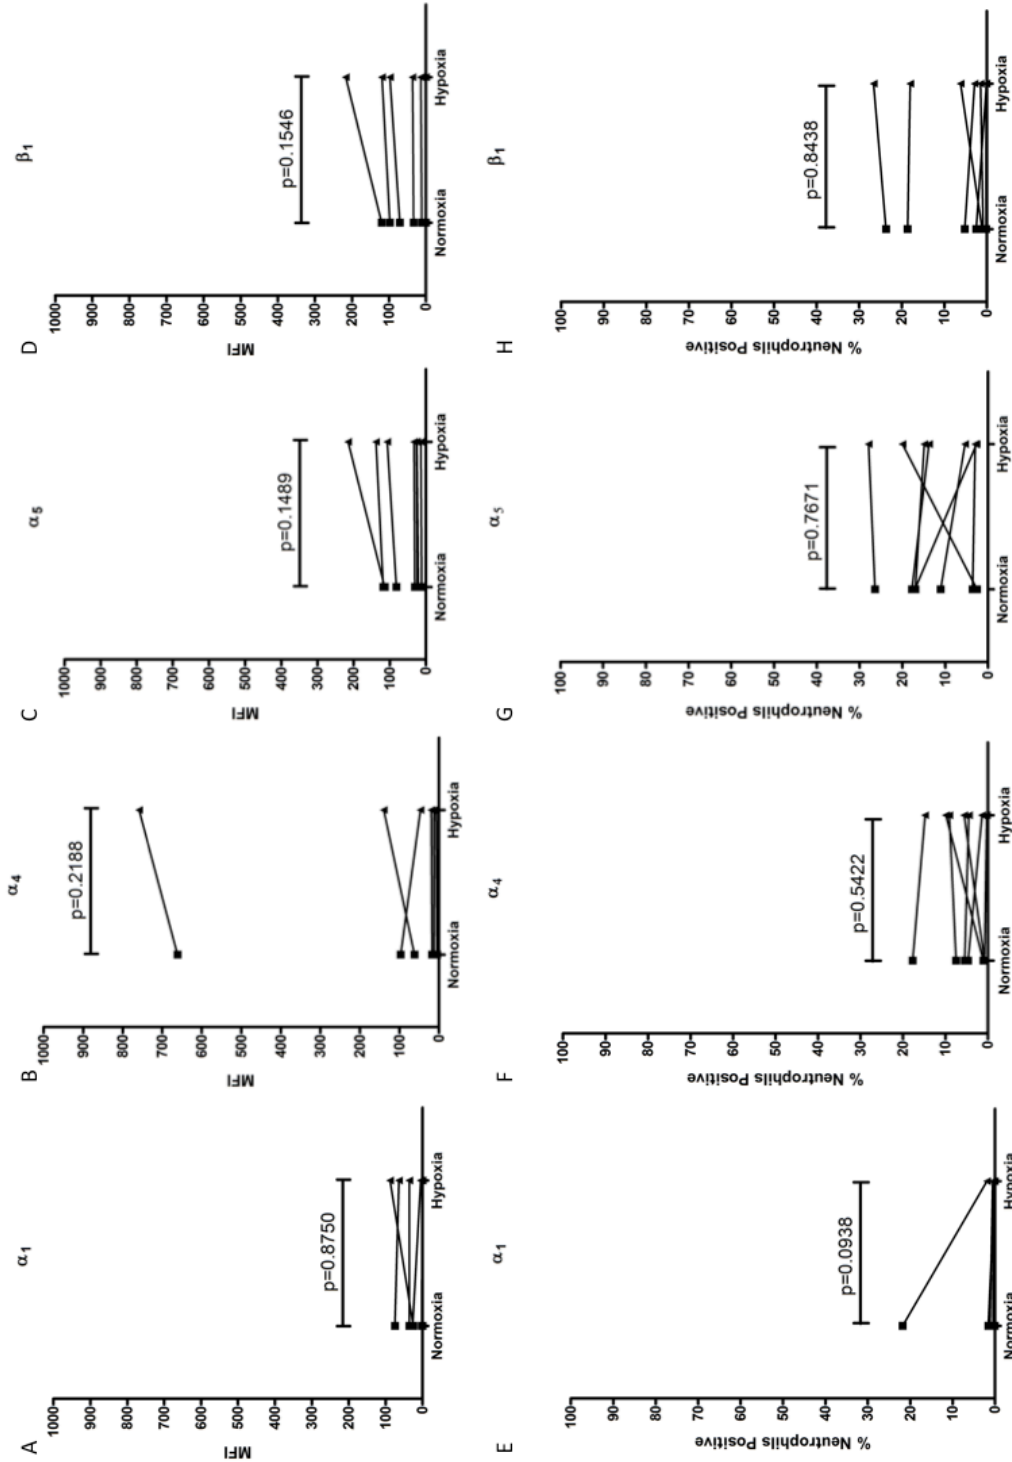 A
α1
1000
900
800
700
600
500
400
300
200
100
0
MFI
p=0.8750
Normoxia
Hypoxia
B
α4
1000
900
800
700
600
500
400
300
200
100
0
MFI
p=0.2188
Normoxia
Hypoxia
C
α5
1000
900
800
700
600
500
400
300
200
100
0
MFI
p=0.1489
Normoxia
Hypoxia
D
β1
1000
900
800
700
600
500
400
300
200
100
0
MFI
p=0.1546
Normoxia
Hypoxia
E
α1
100
90
80
70
60
50
40
30
20
10
0
% Neutrophils Positive
p=0.0938
Normoxia
Hypoxia
F
α4
100
90
80
70
60
50
40
30
20
10
0
% Neutrophils Positive
p=0.5422
Normoxia
Hypoxia
G
α5
100
90
80
70
60
50
40
30
20
10
0
% Neutrophils Positive
p=0.7671
Normoxia
Hypoxia
H
β1
100
90
80
70
60
50
40
30
20
10
0
% Neutrophils Positive
p=0.8438
Normoxia
Hypoxia